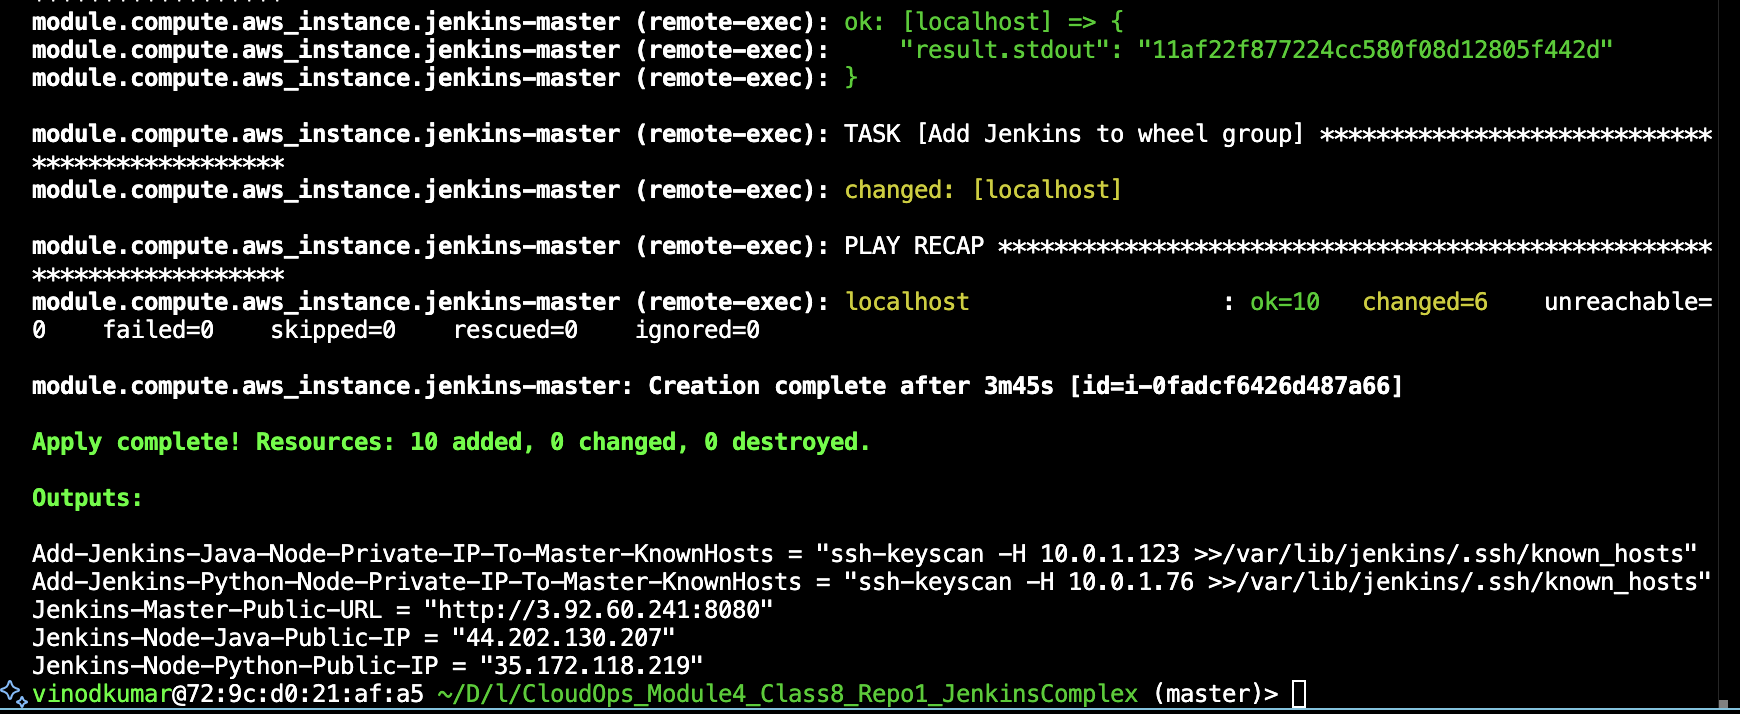 module.compute.aws_instance.jenkins-master (remote-exec): ok: [localhost] => {
module.compute.aws_instance.jenkins-master (remote-exec):     "result.stdout": "11af22f877224cc580f08d12805f442d"
module.compute.aws_instance.jenkins-master (remote-exec): }
module.compute.aws_instance.jenkins-master (remote-exec): TASK [Add Jenkins to wheel group] ****************************
******************
module.compute.aws_instance.jenkins-master (remote-exec): changed: [localhost]
module.compute.aws_instance.jenkins-master (remote-exec): PLAY RECAP ***************************************************
******************
module.compute.aws_instance.jenkins-master (remote-exec): localhost                  : ok=10   changed=6    unreachable=
0    failed=0    skipped=0    rescued=0    ignored=0
module.compute.aws_instance.jenkins-master: Creation complete after 3m45s [id=i-0fadcf6426d487a66]
Apply complete! Resources: 10 added, 0 changed, 0 destroyed.
Outputs:
Add-Jenkins-Java-Node-Private-IP-To-Master-KnownHosts = "ssh-keyscan -H 10.0.1.123 >>/var/lib/jenkins/.ssh/known_hosts"
Add-Jenkins-Python-Node-Private-IP-To-Master-KnownHosts = "ssh-keyscan -H 10.0.1.76 >>/var/lib/jenkins/.ssh/known_hosts"
Jenkins-Master-Public-URL = "http://3.92.60.241:8080"
Jenkins-Node-Java-Public-IP = "44.202.130.207"
Jenkins-Node-Python-Public-IP = "35.172.118.219"
vinodkumar@72:9c:d0:21:af:a5 ~/D/l/CloudOps_Module4_Class8_Repo1_JenkinsComplex (master)>